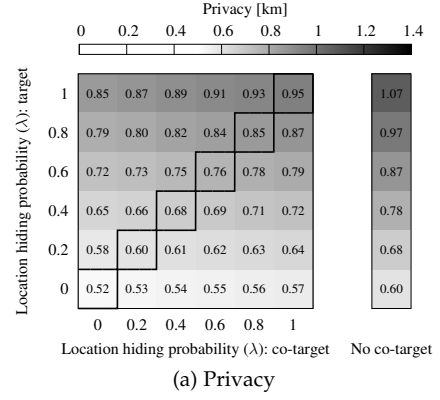 Privacy [km]
0 0.2 0.4 0.6 0.8 1 1.2 1.4
Location hiding probability (λ): target
1 0.85 0.87 0.89 0.91 0.93 0.95 1.07
0.8 0.79 0.80 0.82 0.84 0.85 0.87 0.97
0.6 0.72 0.73 0.75 0.76 0.78 0.79 0.87
0.4 0.65 0.66 0.68 0.69 0.71 0.72 0.78
0.2 0.58 0.60 0.61 0.62 0.63 0.64 0.68
0 0.52 0.53 0.54 0.55 0.56 0.57 0.60
0 0.2 0.4 0.6 0.8 1
Location hiding probability (λ): co-target No co-target
(a) Privacy